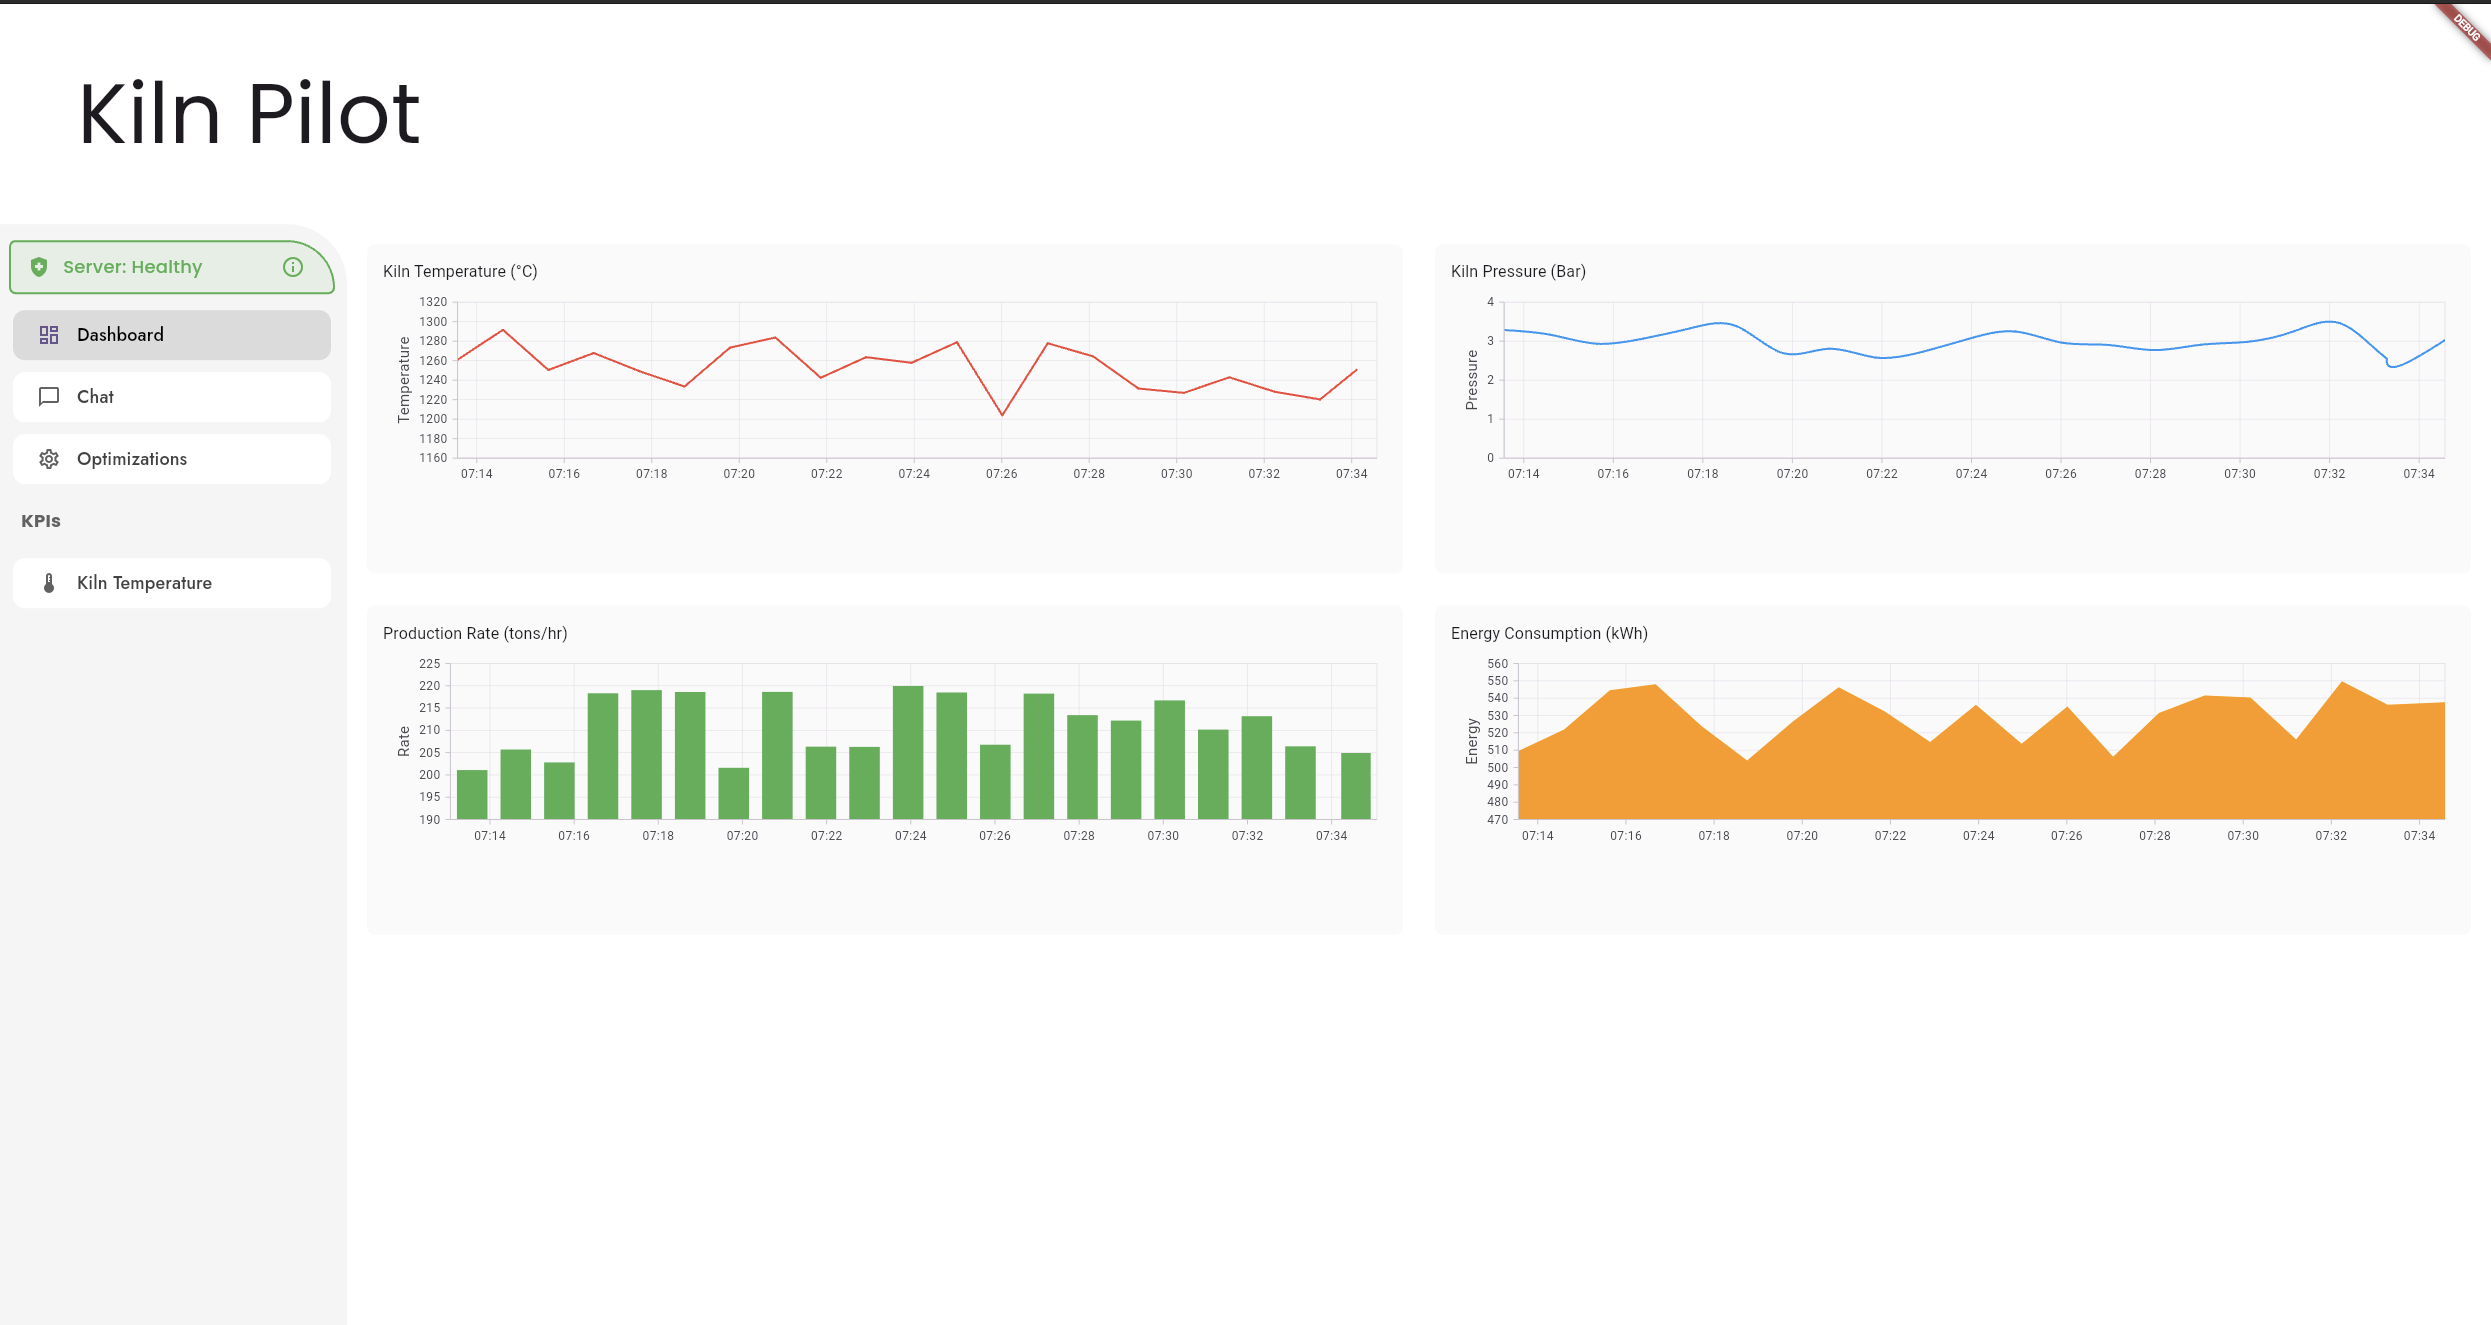 DEBUG
Kiln Pilot
Server: Healthy
Dashboard
Chat
Optimizations
KPIs
Kiln Temperature
Kiln Temperature (°C)
Temperature
1320
1300
1280
1260
1240
1220
1200
1180
1160
07:14 07:16 07:18 07:20 07:22 07:24 07:26 07:28 07:30 07:32 07:34
Kiln Pressure (Bar)
Pressure
4
3
2
1
0
07:14 07:16 07:18 07:20 07:22 07:24 07:26 07:28 07:30 07:32 07:34
Production Rate (tons/hr)
Rate
225
220
215
210
205
200
195
190
07:14 07:16 07:18 07:20 07:22 07:24 07:26 07:28 07:30 07:32 07:34
Energy Consumption (kWh)
Energy
560
550
540
530
520
510
500
490
480
470
07:14 07:16 07:18 07:20 07:22 07:24 07:26 07:28 07:30 07:32 07:34